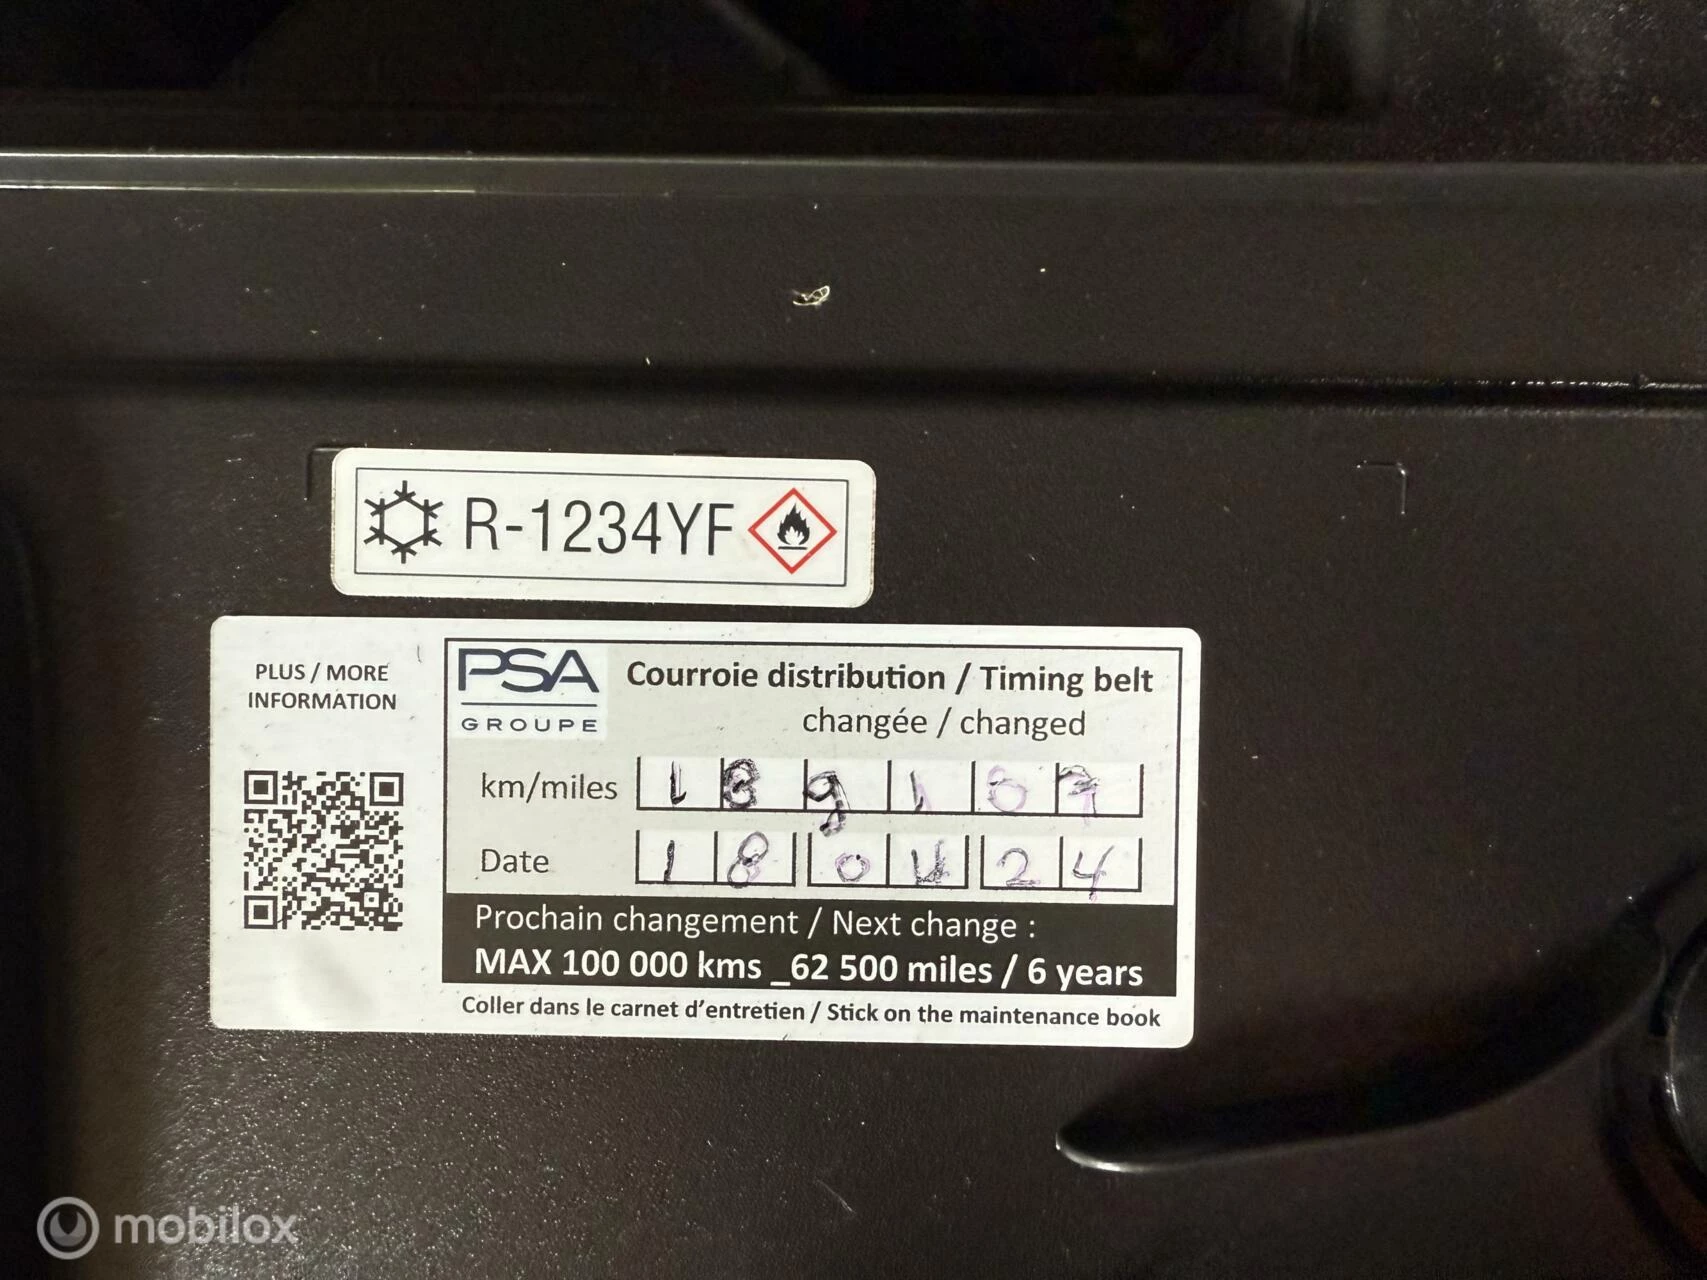 R-1234YF
PLUS / MORE
INFORMATION
PSA
GROUPE
Courroie distribution / Timing belt
changée / changed
km/miles
Date 18 04 24
Prochain changement / Next change :
MAX 100 000 kms _62 500 miles / 6 years
Coller dans le carnet d'entretien / Stick on the maintenance book
mobilox